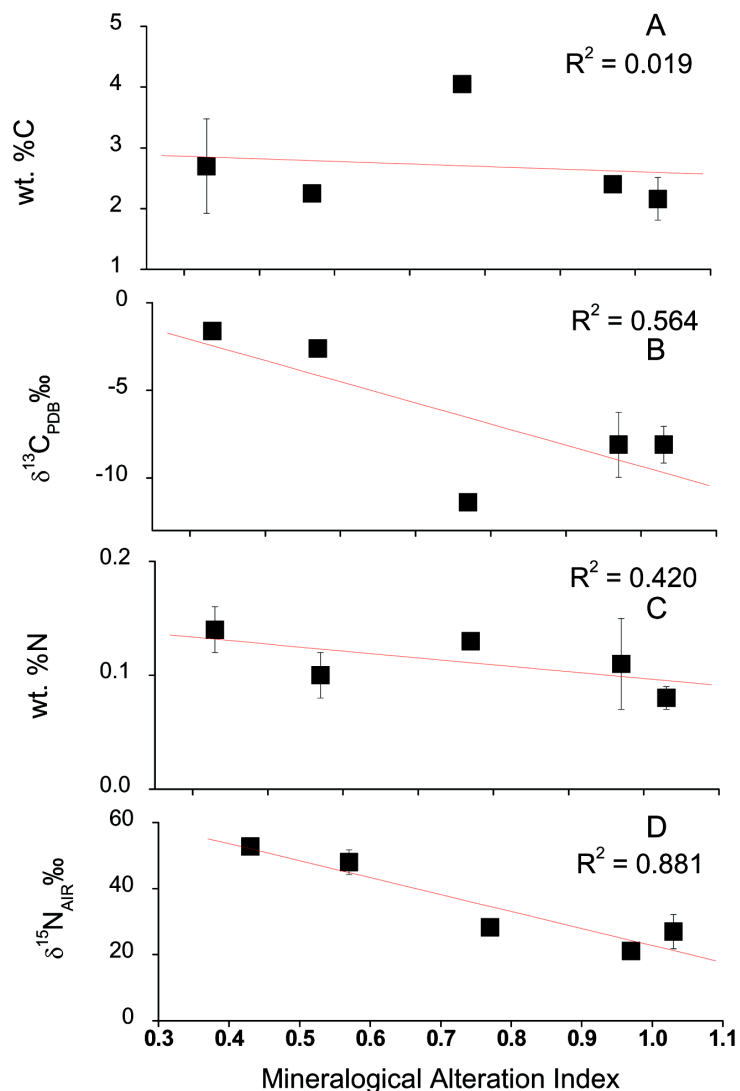 A
R² = 0.019
5
4
3
2
1
wt. %C
R² = 0.564
B
0
-5
-10
δ¹³C_PDB‰
R² = 0.420
C
0.2
0.1
0.0
wt. %N
D
R² = 0.881
60
40
20
0
δ¹⁵N_AIR‰
0.3 0.4 0.5 0.6 0.7 0.8 0.9 1.0 1.1
Mineralogical Alteration Index